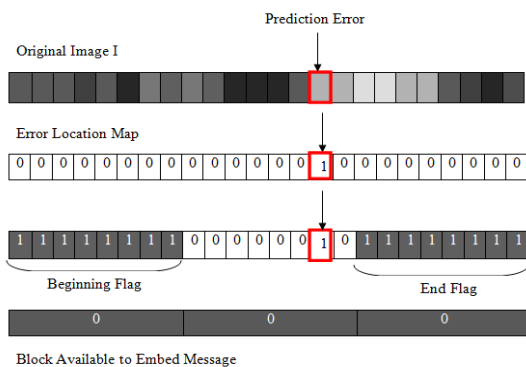 Prediction Error
Original Image I
Error Location Map
0 0 0 0 0 0 0 0 0 0 0 0 0 0 1 0 0 0 0 0 0 0 0 0
1 1 1 1 1 1 1 1 0 0 0 0 0 0 1 0 1 1 1 1 1 1 1 1
Beginning Flag End Flag
0 0 0
Block Available to Embed Message